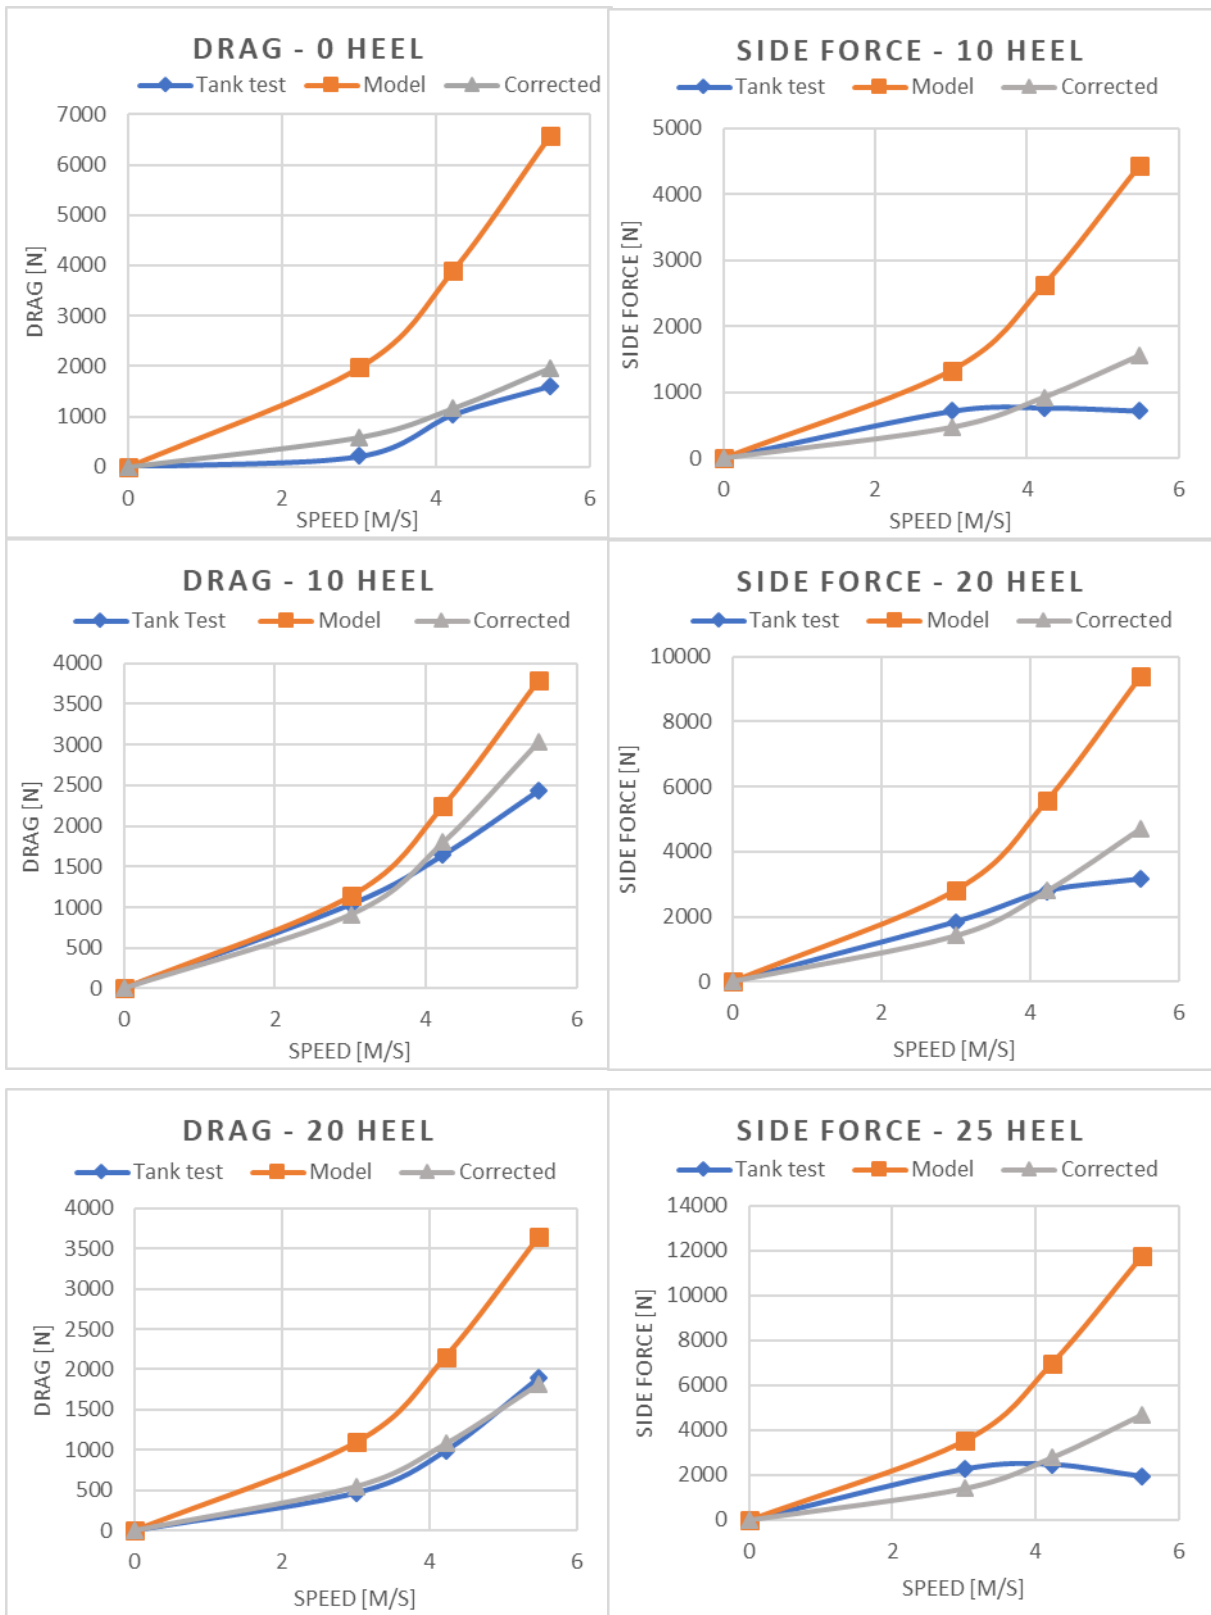 DRAG - 0 HEEL
Tank test Model Corrected
7000
6000
5000
4000
3000
2000
1000
0
DRAG [N]
0 2 4 6
SPEED [M/S]
SIDE FORCE - 10 HEEL
Tank test Model Corrected
5000
4000
3000
2000
1000
0
SIDE FORCE [N]
0 2 4 6
SPEED [M/S]
DRAG - 10 HEEL
Tank Test Model Corrected
4000
3500
3000
2500
2000
1500
1000
500
0
DRAG [N]
0 2 4 6
SPEED [M/S]
SIDE FORCE - 20 HEEL
Tank test Model Corrected
10000
8000
6000
4000
2000
0
SIDE FORCE [N]
0 2 4 6
SPEED [M/S]
DRAG - 20 HEEL
Tank test Model Corrected
4000
3500
3000
2500
2000
1500
1000
500
0
DRAG [N]
0 2 4 6
SPEED [M/S]
SIDE FORCE - 25 HEEL
Tank test Model Corrected
14000
12000
10000
8000
6000
4000
2000
0
SIDE FORCE [N]
0 2 4 6
SPEED [M/S]